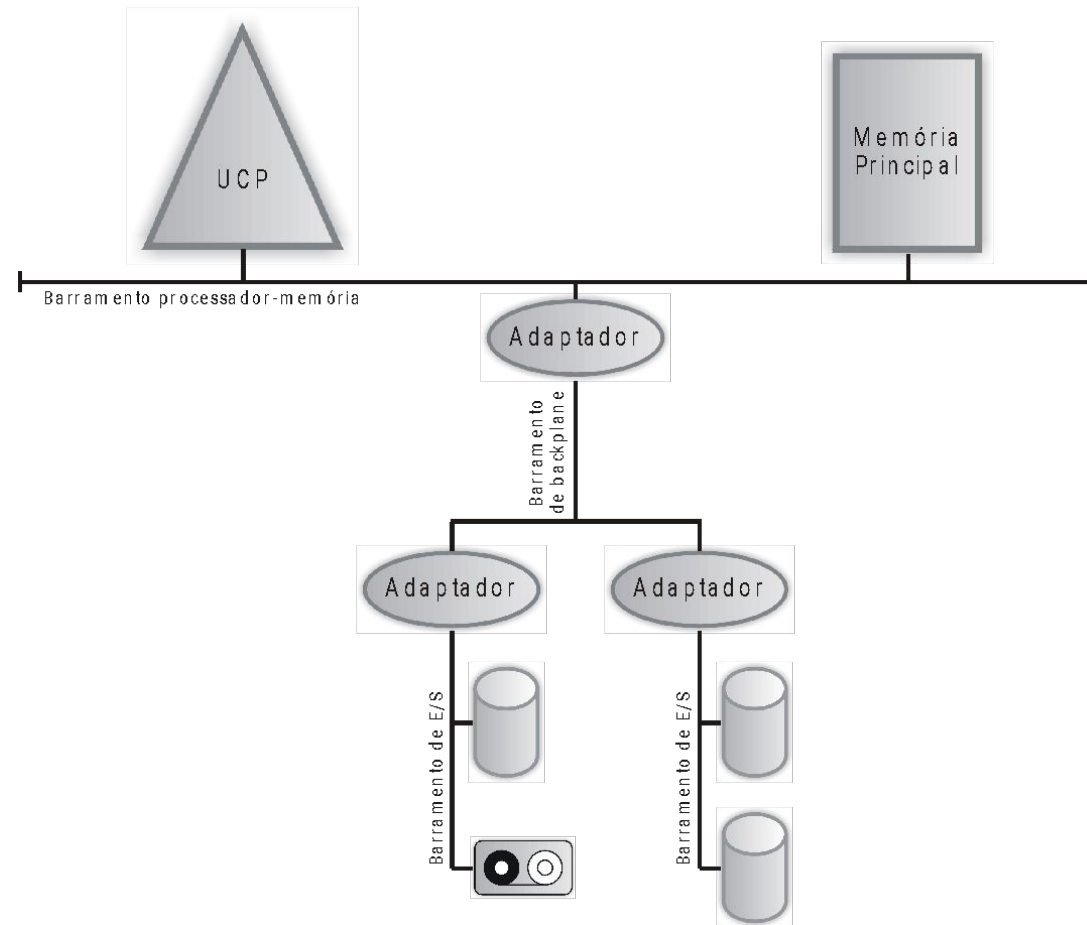 UCP
Memória
Principal
Barramento processador-memória
Adaptador
Barramento
de backplane
Adaptador
Adaptador
Barramento de E/S
Barramento de E/S